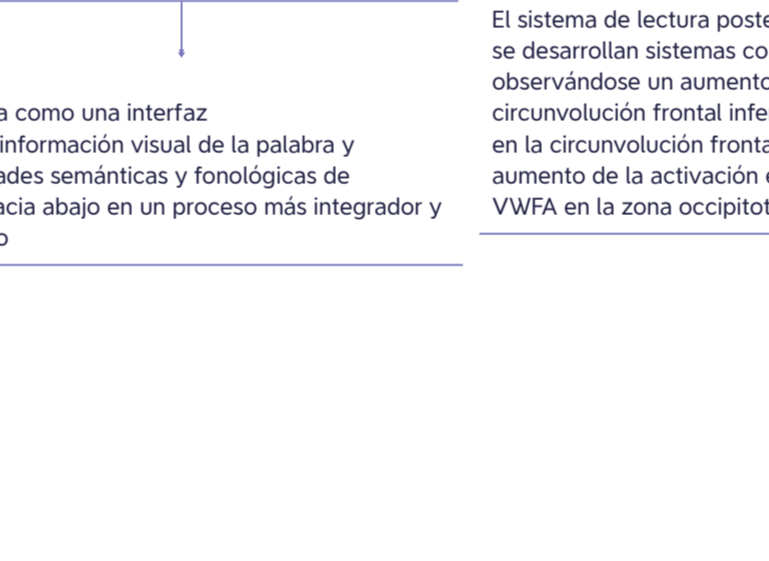 a como una interfaz
información visual de la palabra y
ades semánticas y fonológicas de
acia abajo en un proceso más integrador y
o
El sistema de lectura poste
se desarrollan sistemas co
observándose un aumento
circunvolución frontal infe
en la circunvolución fronta
aumento de la activación e
VWFA en la zona occipitot